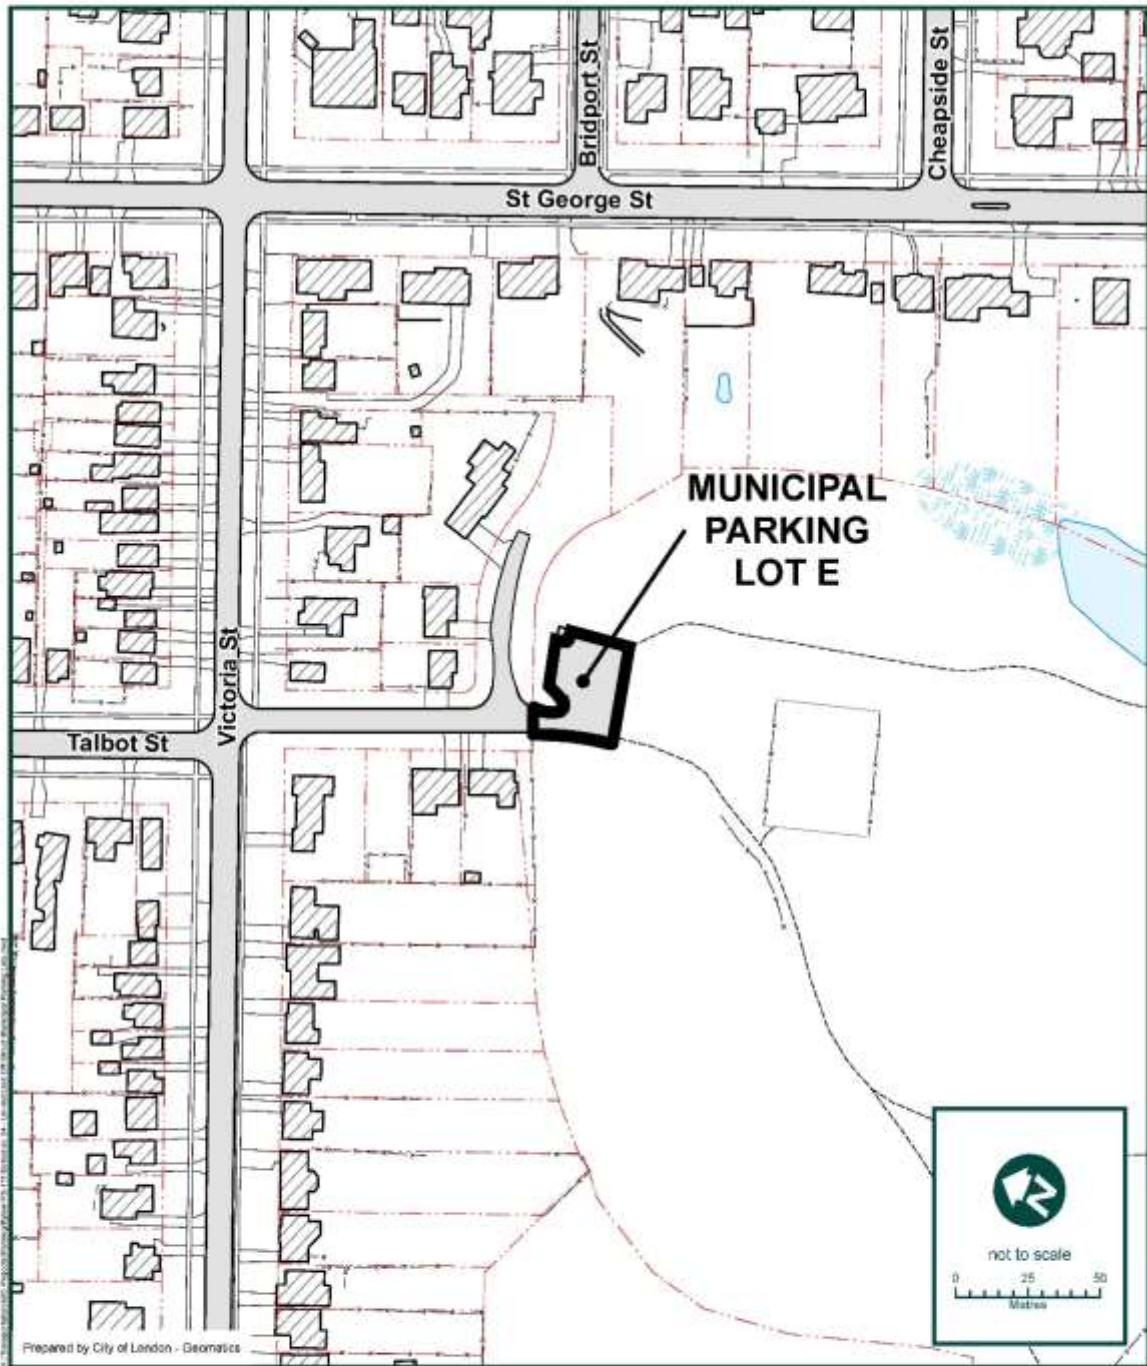 Bridport St
Cheapside St
St George St
MUNICIPAL
PARKING
LOT E
Victoria St
Talbot St
N
not to scale
0 25 50
Metres
Prepared by City of London - Geomatics